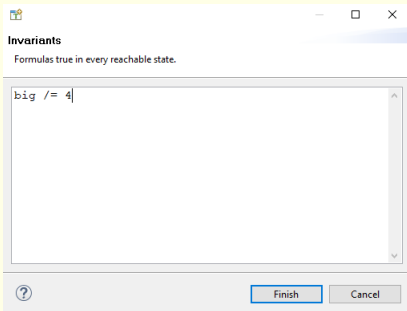 Invariants
Formulas true in every reachable state.
big /= 4
?
Finish
Cancel